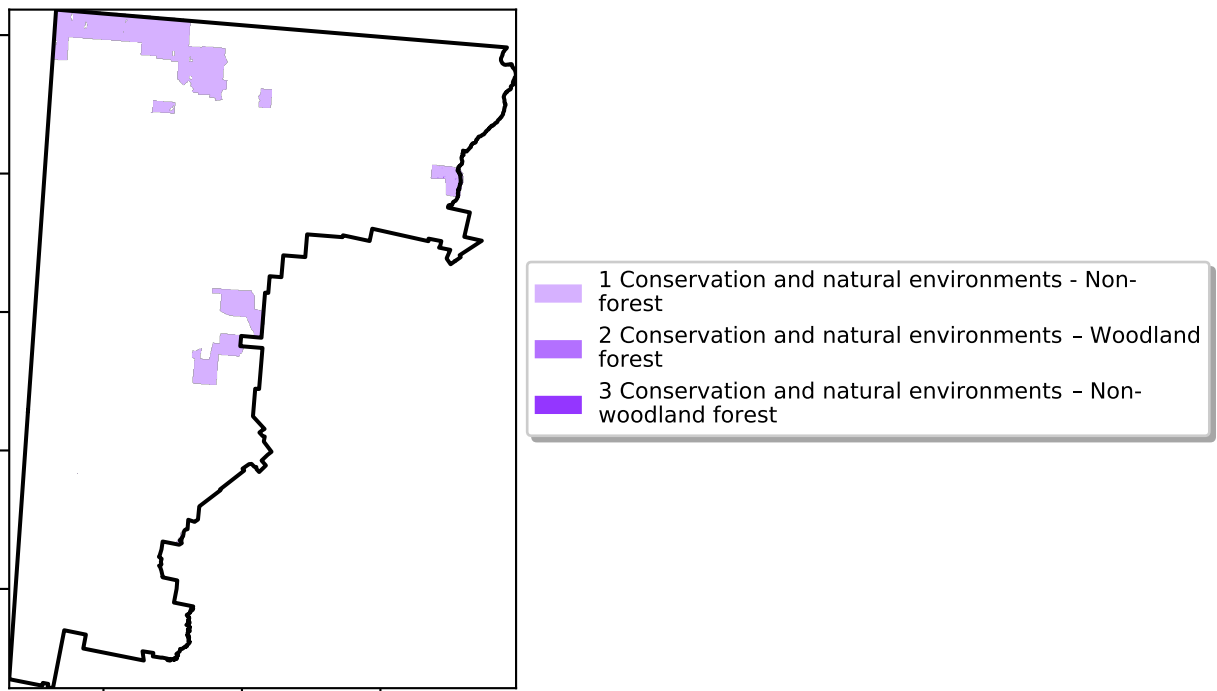 1 Conservation and natural environments - Non-
forest
2 Conservation and natural environments – Woodland
forest
3 Conservation and natural environments – Non-
woodland forest